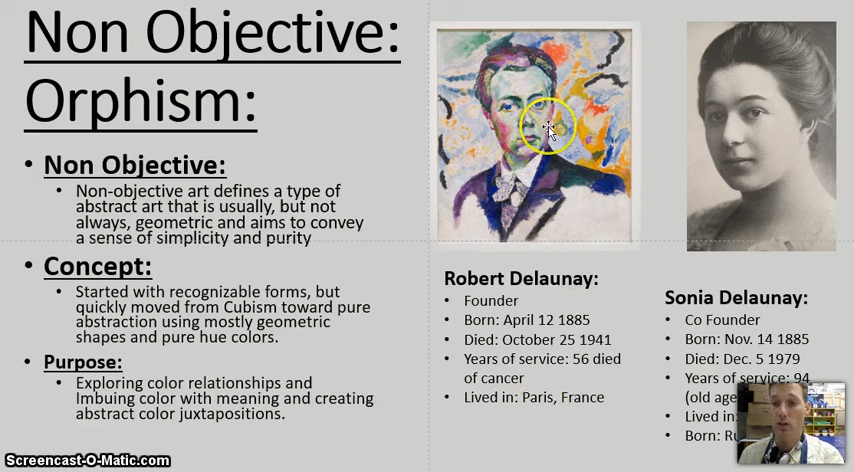 Non Objective:
Orphism:
• Non Objective:
• Non-objective art defines a type of
abstract art that is usually, but not
always, geometric and aims to convey
a sense of simplicity and purity
• Concept:
• Started with recognizable forms, but
quickly moved from Cubism toward pure
abstraction using mostly geometric
shapes and pure hue colors.
• Purpose:
• Exploring color relationships and
Imbuing color with meaning and creating
abstract color juxtapositions.
Robert Delaunay:
• Founder
• Born: April 12 1885
• Died: October 25 1941
• Years of service: 56 died
of cancer
• Lived in: Paris, France
Sonia Delaunay:
• Co Founder
• Born: Nov. 14 1885
• Died: Dec. 5 1979
• Years of service: 94
(old age
• Lived in:
• Born: Ru
Screencast-O-Matic.com